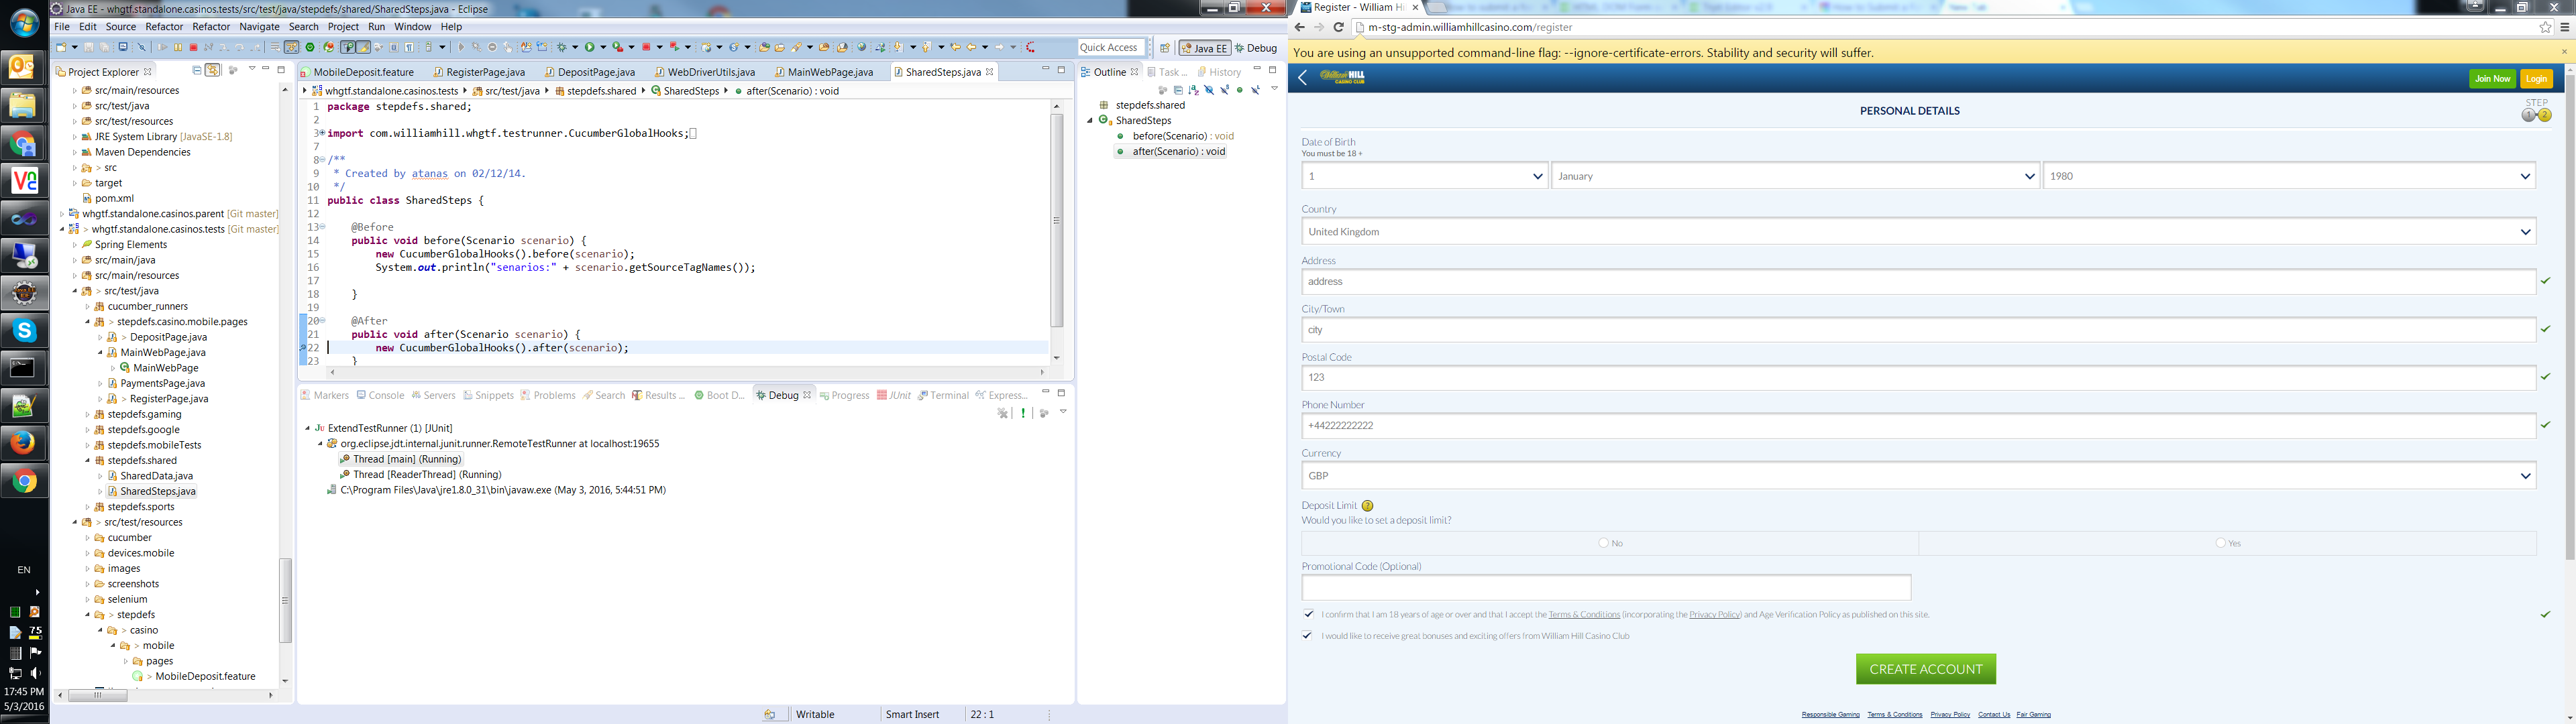 Java EE - whgtf.standalone.casinos.tests/src/test/java/stepdefs/shared/SharedSteps.java - Eclipse
File Edit Source Refactor Refactor Navigate Search Project Run Window Help
Quick Access
Java EE
Debug
Project Explorer
src/main/resources
src/test/java
src/test/resources
JRE System Library [JavaSE-1.8]
Maven Dependencies
> src
target
pom.xml
whgtf.standalone.casinos.parent [Git master]
> whgtf.standalone.casinos.tests [Git master]
Spring Elements
src/main/java
src/main/resources
> src/test/java
cucumber_runners
> stepdefs.casino.mobile.pages
> DepositPage.java
MainWebPage.java
MainWebPage
PaymentsPage.java
> RegisterPage.java
stepdefs.gaming
stepdefs.google
stepdefs.mobileTests
stepdefs.shared
SharedData.java
SharedSteps.java
stepdefs.sports
> src/test/resources
cucumber
devices.mobile
images
screenshots
selenium
> stepdefs
> casino
> mobile
pages
> MobileDeposit.feature
EN
75
17:45 PM
5/3/2016
MobileDeposit.feature RegisterPage.java DepositPage.java WebDriverUtils.java MainWebPage.java SharedSteps.java
whgtf.standalone.casinos.tests src/test/java stepdefs.shared SharedSteps after(Scenario) : void
1 package stepdefs.shared;
2
3 import com.williamhill.whgtf.testrunner.CucumberGlobalHooks;
7
8 /**
9 * Created by atanas on 02/12/14.
10 */
11 public class SharedSteps {
12
13 @Before
14 public void before(Scenario scenario) {
15 new CucumberGlobalHooks().before(scenario);
16 System.out.println("senarios:" + scenario.getSourceTagNames());
17
18 }
19
20 @After
21 public void after(Scenario scenario) {
22 new CucumberGlobalHooks().after(scenario);
23 }
Markers Console Servers Snippets Problems Search Results ... Boot D... Debug Progress JUnit Terminal Express...
ExtendTestRunner (1) [JUnit]
org.eclipse.jdt.internal.junit.runner.RemoteTestRunner at localhost:19655
Thread [main] (Running)
Thread [ReaderThread] (Running)
C:\Program Files\Java\jre1.8.0_31\bin\javaw.exe (May 3, 2016, 5:44:51 PM)
Writable
Smart Insert
22 : 1
Outline Task ... History
stepdefs.shared
SharedSteps
before(Scenario) : void
after(Scenario) : void
Register - William Hi
m-stg-admin.williamhillcasino.com/register
You are using an unsupported command-line flag: --ignore-certificate-errors. Stability and security will suffer.
William HILL
CASINO CLUB
Join Now
Login
PERSONAL DETAILS
STEP
1 2
Date of Birth
You must be 18 +
1
January
1980
Country
United Kingdom
Address
address
City/Town
city
Postal Code
123
Phone Number
+44222222222
Currency
GBP
Deposit Limit ?
Would you like to set a deposit limit?
No
Yes
Promotional Code (Optional)
I confirm that I am 18 years of age or over and that I accept the Terms & Conditions (incorporating the Privacy Policy) and Age Verification Policy as published on this site.
I would like to receive great bonuses and exciting offers from William Hill Casino Club
CREATE ACCOUNT
Responsible Gaming Terms & Conditions Privacy Policy Contact Us Fair Gaming